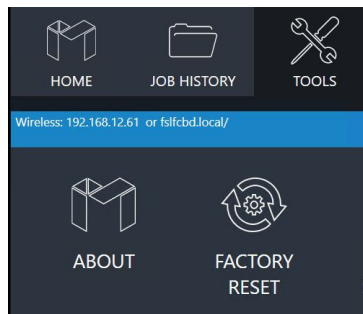 HOME JOB HISTORY TOOLS
Wireless: 192.168.12.61 or fslfcbd.local/
ABOUT FACTORY
RESET